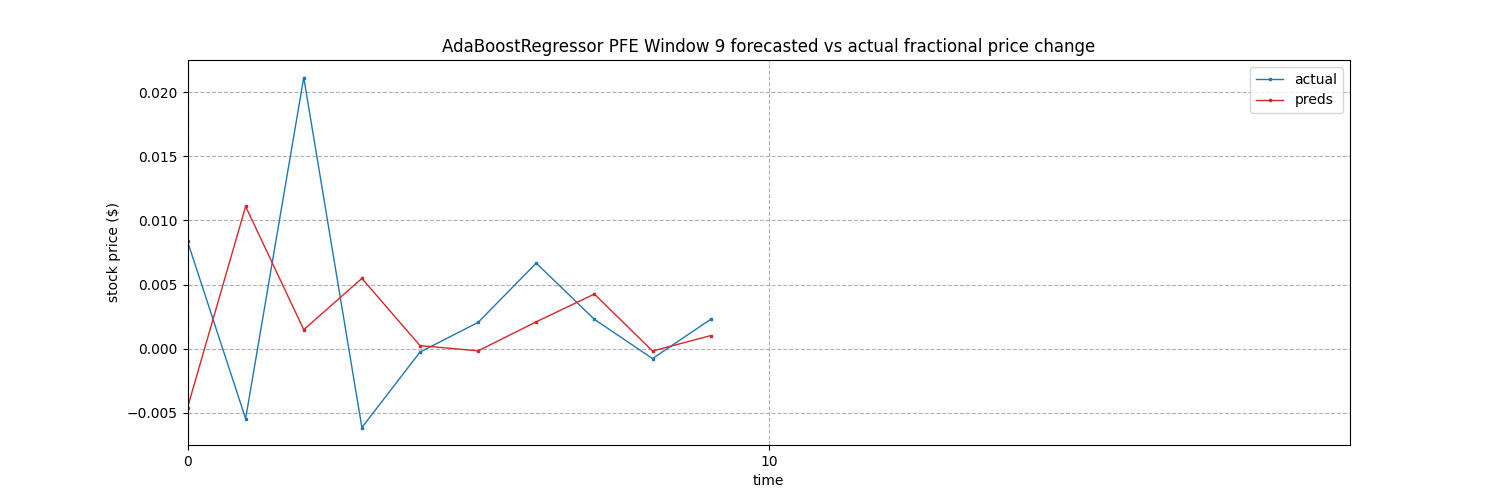 AdaBoostRegressor PFE Window 9 forecasted vs actual fractional price change
actual
preds
0.020
0.015
0.010
0.005
0.000
−0.005
stock price ($)
0
10
time